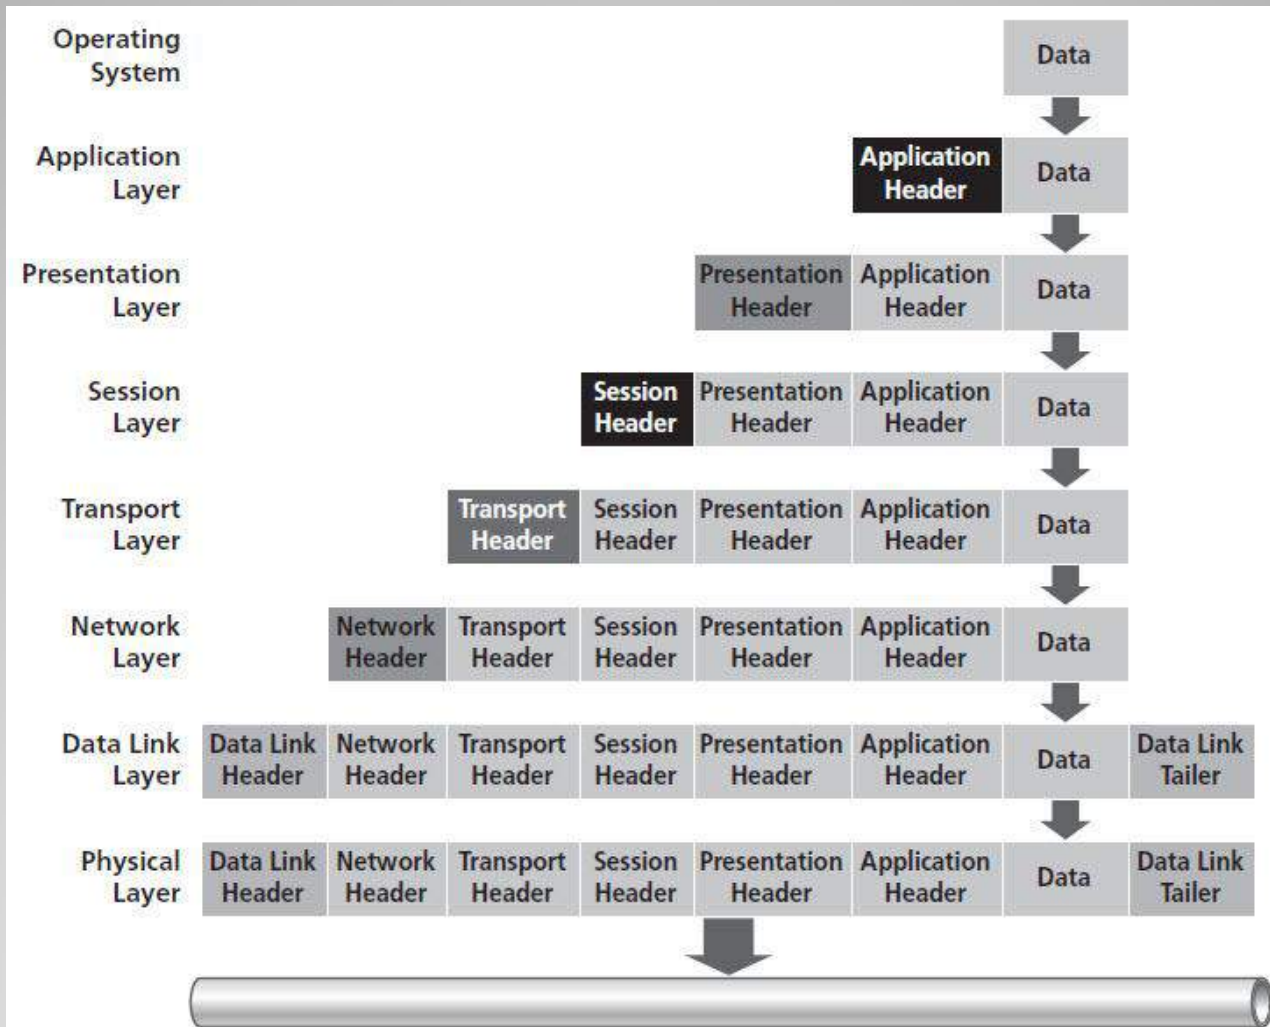 Operating
System
Data
Application
Layer
Application
Header
Data
Presentation
Layer
Presentation
Header
Application
Header
Data
Session
Layer
Session
Header
Presentation
Header
Application
Header
Data
Transport
Layer
Transport
Header
Session
Header
Presentation
Header
Application
Header
Data
Network
Layer
Network
Header
Transport
Header
Session
Header
Presentation
Header
Application
Header
Data
Data Link
Layer
Data Link
Header
Network
Header
Transport
Header
Session
Header
Presentation
Header
Application
Header
Data
Data Link
Tailer
Physical
Layer
Data Link
Header
Network
Header
Transport
Header
Session
Header
Presentation
Header
Application
Header
Data
Data Link
Tailer